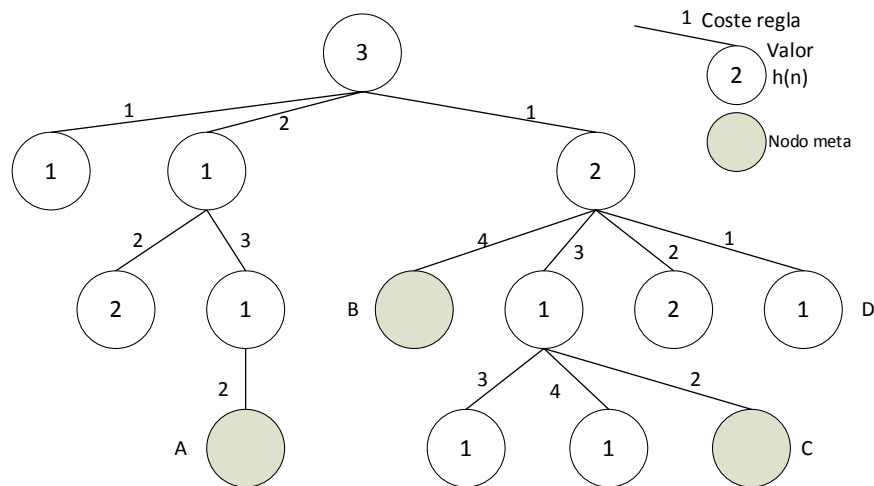 1 Coste regla
3
Valor
2 h(n)
1 2 1
Nodo meta
1 1 2
2 3 4 3 2 1
2 1 B 1 2 1 D
2 3 4 2
A 1 1 C